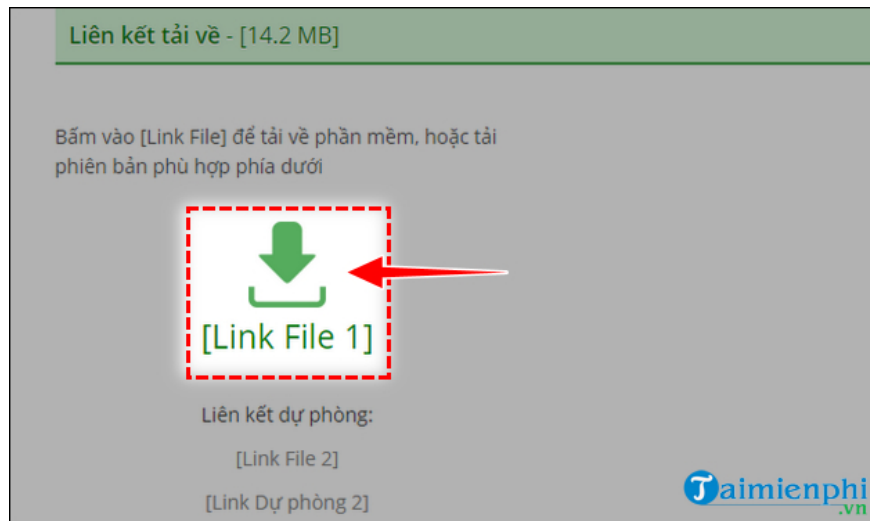 Liên kết tải về - [14.2 MB]
Bấm vào [Link File] để tải về phần mềm, hoặc tải
phiên bản phù hợp phía dưới
[Link File 1]
Liên kết dự phòng:
[Link File 2]
[Link Dự phòng 2]
Taimienphi
.vn